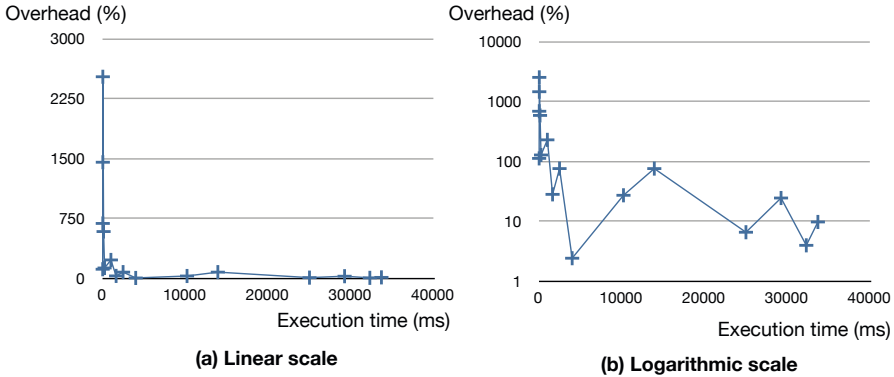 Overhead (%)
3000
2250
1500
750
0
0 10000 20000 30000 40000
Execution time (ms)
(a) Linear scale
Overhead (%)
10000
1000
100
10
1
0 10000 20000 30000 40000
Execution time (ms)
(b) Logarithmic scale